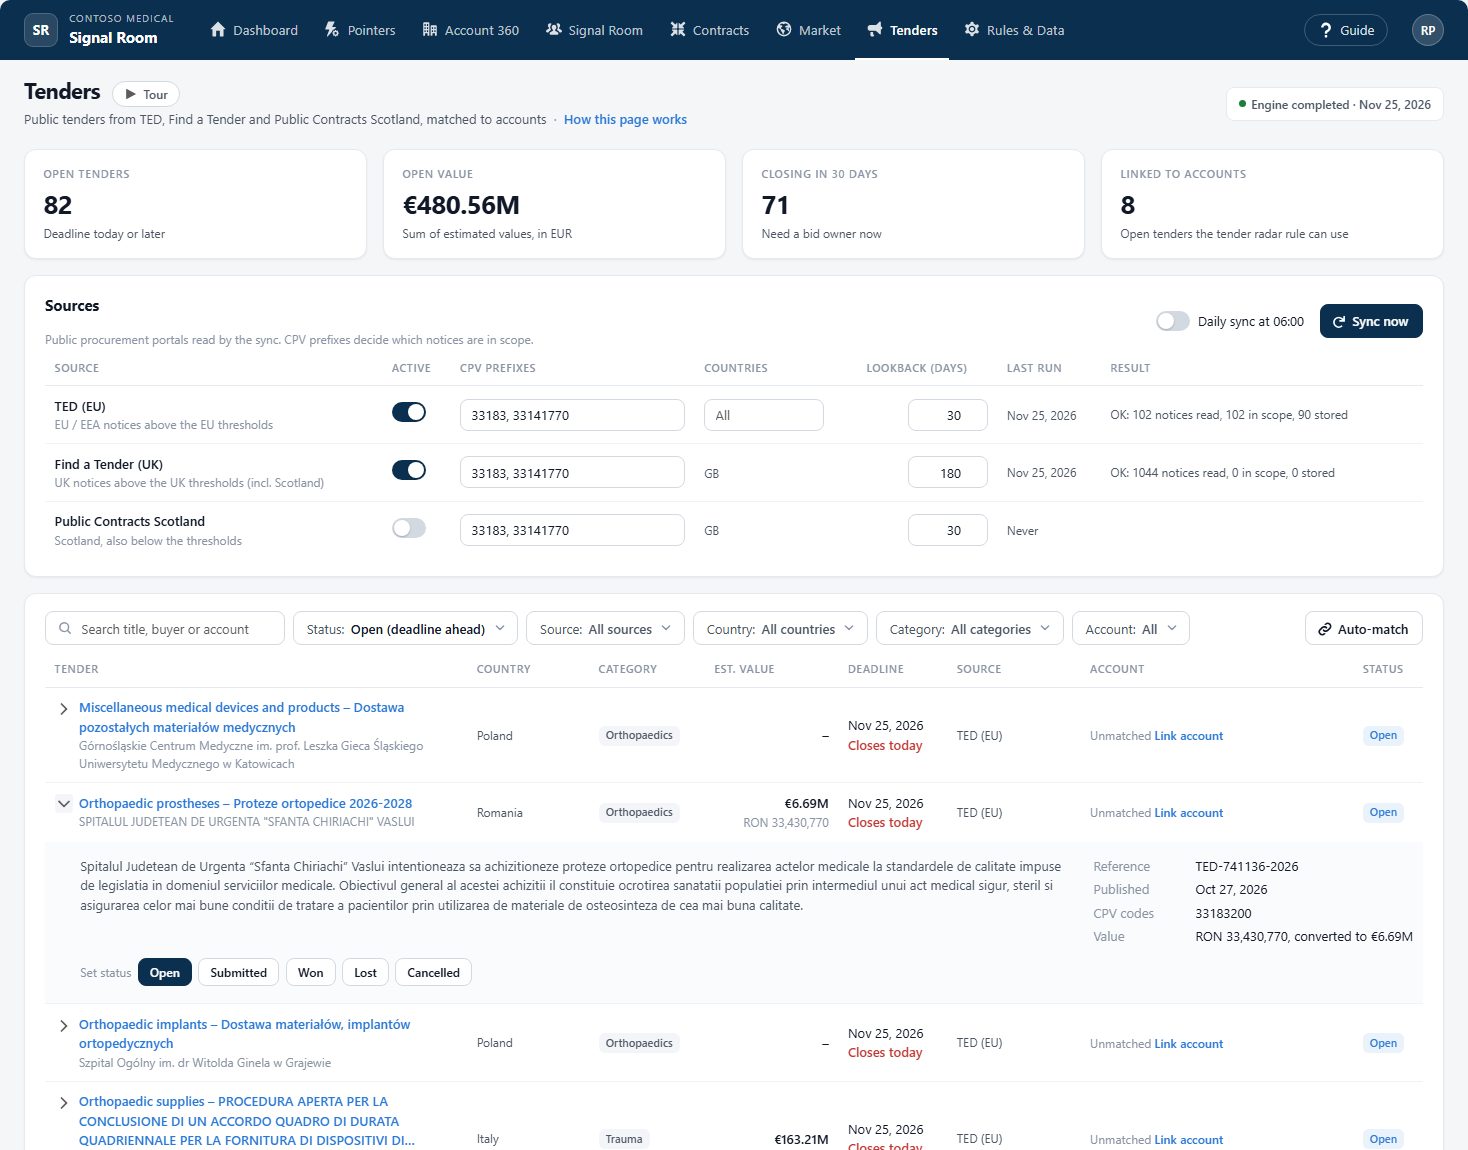 SR
CONTOSO MEDICAL
Signal Room
Dashboard
Pointers
Account 360
Signal Room
Contracts
Market
Tenders
Rules & Data
? Guide
RP
Tenders
Tour
Public tenders from TED, Find a Tender and Public Contracts Scotland, matched to accounts · How this page works
Engine completed · Nov 25, 2026
OPEN TENDERS
82
Deadline today or later
OPEN VALUE
€480.56M
Sum of estimated values, in EUR
CLOSING IN 30 DAYS
71
Need a bid owner now
LINKED TO ACCOUNTS
8
Open tenders the tender radar rule can use
Sources
Public procurement portals read by the sync. CPV prefixes decide which notices are in scope.
Daily sync at 06:00
Sync now
SOURCE ACTIVE CPV PREFIXES COUNTRIES LOOKBACK (DAYS) LAST RUN RESULT
TED (EU)
EU / EEA notices above the EU thresholds
33183, 33141770
All
30
Nov 25, 2026
OK: 102 notices read, 102 in scope, 90 stored
Find a Tender (UK)
UK notices above the UK thresholds (incl. Scotland)
33183, 33141770
GB
180
Nov 25, 2026
OK: 1044 notices read, 0 in scope, 0 stored
Public Contracts Scotland
Scotland, also below the thresholds
33183, 33141770
GB
30
Never
Search title, buyer or account
Status: Open (deadline ahead)
Source: All sources
Country: All countries
Category: All categories
Account: All
Auto-match
TENDER COUNTRY CATEGORY EST. VALUE DEADLINE SOURCE ACCOUNT STATUS
Miscellaneous medical devices and products – Dostawa
pozostałych materiałów medycznych
Górnośląskie Centrum Medyczne im. prof. Leszka Gieca Śląskiego
Uniwersytetu Medycznego w Katowicach
Poland
Orthopaedics
–
Nov 25, 2026
Closes today
TED (EU)
Unmatched Link account
Open
Orthopaedic prostheses – Proteze ortopedice 2026-2028
SPITALUL JUDETEAN DE URGENTA "SFANTA CHIRIACHI" VASLUI
Romania
Orthopaedics
€6.69M
RON 33,430,770
Nov 25, 2026
Closes today
TED (EU)
Unmatched Link account
Open
Spitalul Judetean de Urgenta “Sfanta Chiriachi” Vaslui intentioneaza sa achizitioneze proteze ortopedice pentru realizarea actelor medicale la standardele de calitate impuse
de legislatia in domeniul serviciilor medicale. Obiectivul general al acestei achizitii il constituie ocrotirea sanatatii populatiei prin intermediul unui act medical sigur, steril si
asigurarea celor mai bune conditii de tratare a pacientilor prin utilizarea de materiale de osteosinteza de cea mai buna calitate.
Reference TED-741136-2026
Published Oct 27, 2026
CPV codes 33183200
Value RON 33,430,770, converted to €6.69M
Set status
Open
Submitted
Won
Lost
Cancelled
Orthopaedic implants – Dostawa materiałów, implantów
ortopedycznych
Szpital Ogólny im. dr Witolda Ginela w Grajewie
Poland
Orthopaedics
–
Nov 25, 2026
Closes today
TED (EU)
Unmatched Link account
Open
Orthopaedic supplies – PROCEDURA APERTA PER LA
CONCLUSIONE DI UN ACCORDO QUADRO DI DURATA
QUADRIENNALE PER LA FORNITURA DI DISPOSITIVI DI...
Italy
Trauma
€163.21M
Nov 25, 2026
Closes today
TED (EU)
Unmatched Link account
Open